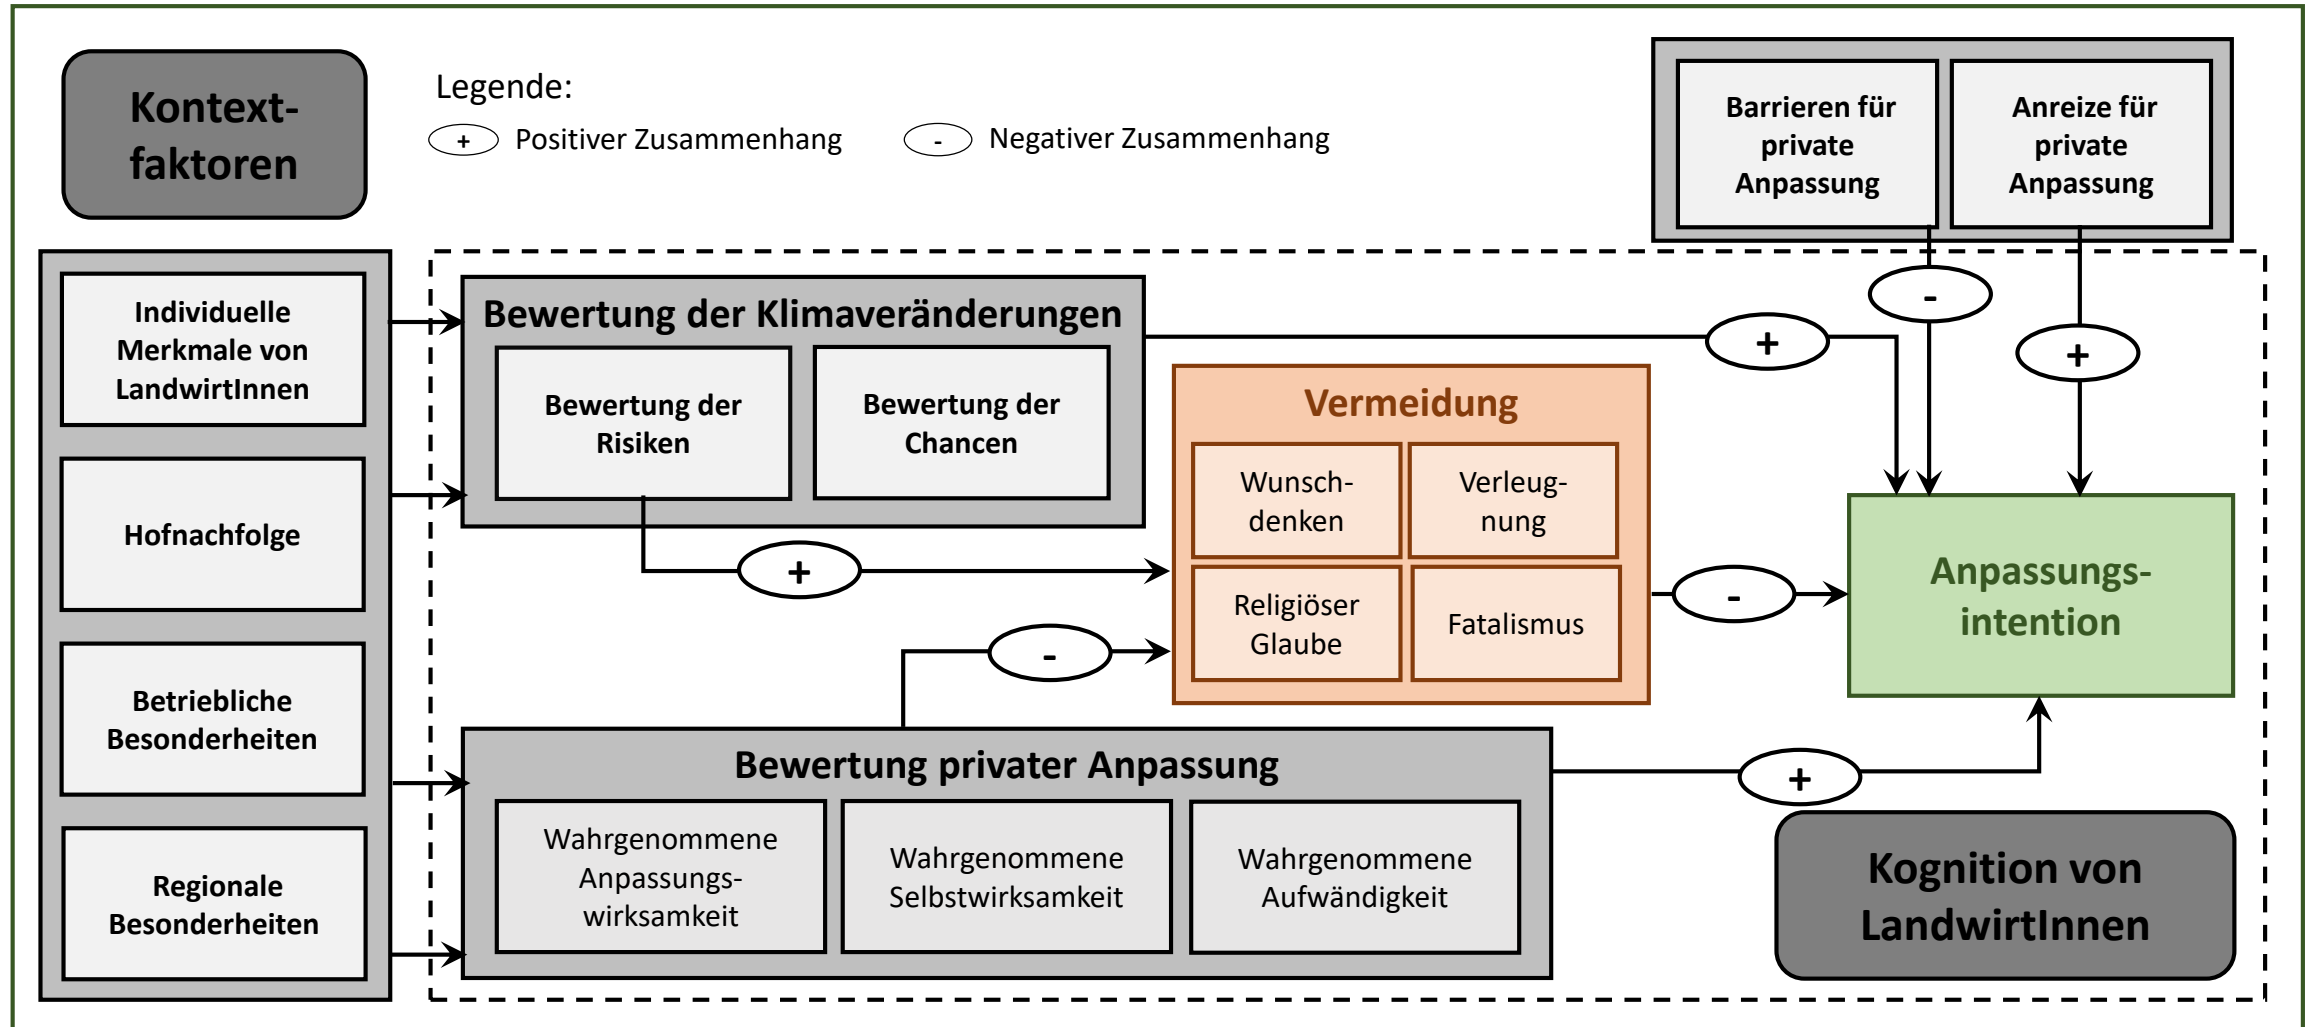 Kontext-
faktoren
Legende:
+ Positiver Zusammenhang
- Negativer Zusammenhang
Barrieren für
private
Anpassung
Anreize für
private
Anpassung
Individuelle
Merkmale von
LandwirtInnen
Hofnachfolge
Betriebliche
Besonderheiten
Regionale
Besonderheiten
Bewertung der Klimaveränderungen
Bewertung der
Risiken
Bewertung der
Chancen
+
-
+
Vermeidung
Wunsch-
denken
Verleug-
nung
Religiöser
Glaube
Fatalismus
+
-
-
Anpassungs-
intention
Bewertung privater Anpassung
Wahrgenommene
Anpassungs-
wirksamkeit
Wahrgenommene
Selbstwirksamkeit
Wahrgenommene
Aufwändigkeit
+
Kognition von
LandwirtInnen